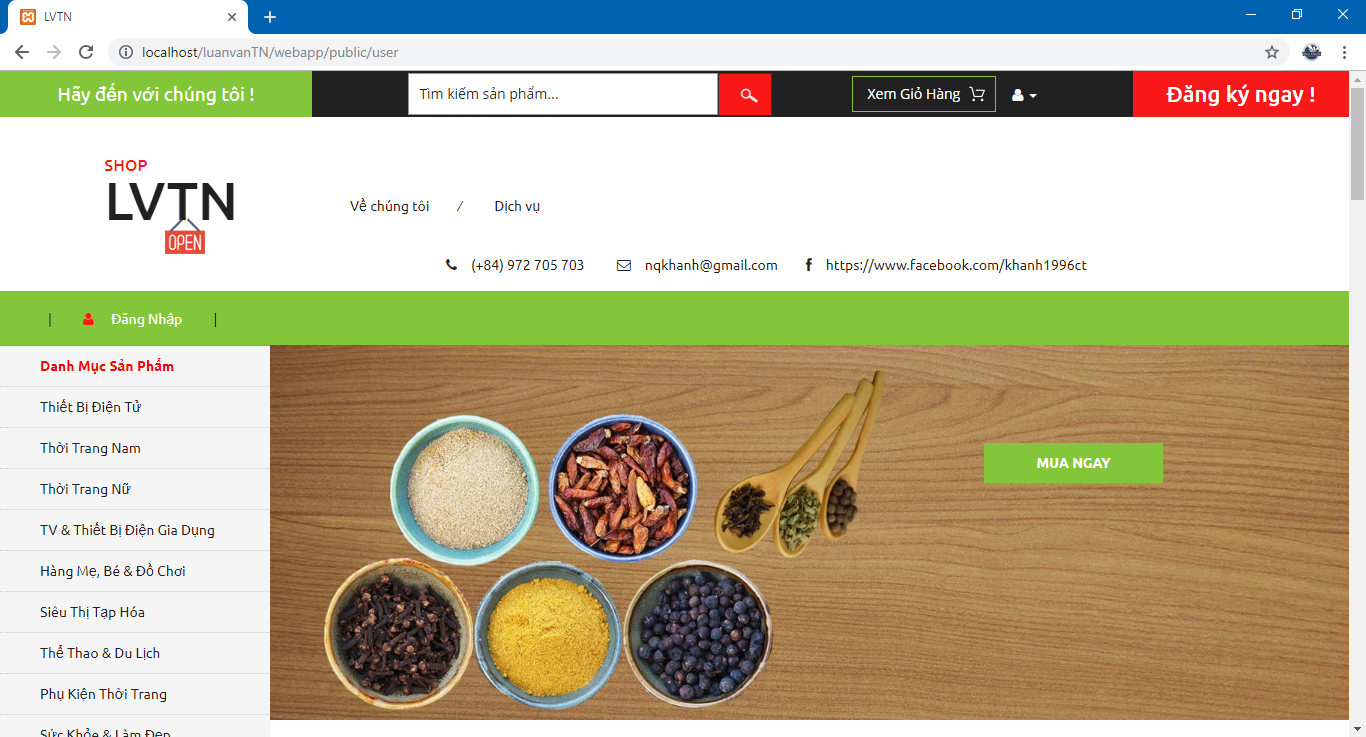 LVTN
localhost/luanvanTN/webapp/public/user
Hãy đến với chúng tôi !
Tìm kiếm sản phẩm...
Xem Giỏ Hàng
Đăng ký ngay !
SHOP
LVTN
OPEN
Về chúng tôi / Dịch vụ
(+84) 972 705 703 nqkhanh@gmail.com https://www.facebook.com/khanh1996ct
| Đăng Nhập |
Danh Mục Sản Phẩm
Thiết Bị Điện Tử
Thời Trang Nam
Thời Trang Nữ
TV & Thiết Bị Điện Gia Dụng
Hàng Mẹ, Bé & Đồ Chơi
Siêu Thị Tạp Hóa
Thể Thao & Du Lịch
Phụ Kiện Thời Trang
Sức Khỏe & Làm Đẹp
MUA NGAY